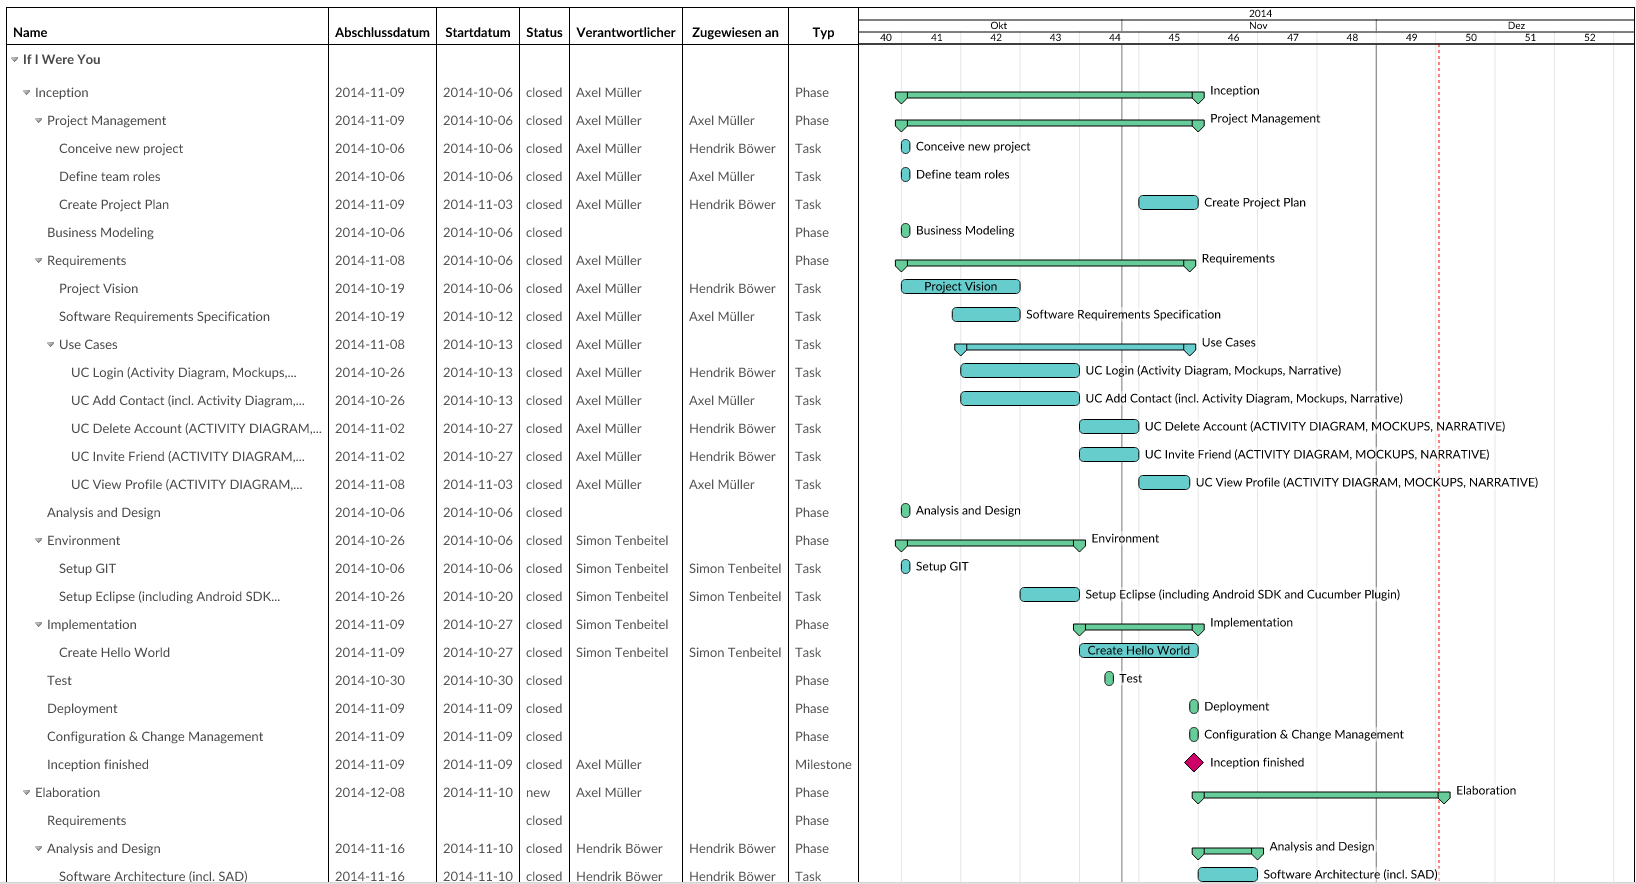 2014
Okt Nov Dez
Name Abschlussdatum Startdatum Status Verantwortlicher Zugewiesen an Typ 40 41 42 43 44 45 46 47 48 49 50 51 52
If I Were You
Inception 2014-11-09 2014-10-06 closed Axel Müller Phase Inception
Project Management 2014-11-09 2014-10-06 closed Axel Müller Axel Müller Phase Project Management
Conceive new project 2014-10-06 2014-10-06 closed Axel Müller Hendrik Böwer Task Conceive new project
Define team roles 2014-10-06 2014-10-06 closed Axel Müller Axel Müller Task Define team roles
Create Project Plan 2014-11-09 2014-11-03 closed Axel Müller Hendrik Böwer Task Create Project Plan
Business Modeling 2014-10-06 2014-10-06 closed Phase Business Modeling
Requirements 2014-11-08 2014-10-06 closed Axel Müller Phase Requirements
Project Vision 2014-10-19 2014-10-06 closed Axel Müller Hendrik Böwer Task Project Vision
Software Requirements Specification 2014-10-19 2014-10-12 closed Axel Müller Axel Müller Task Software Requirements Specification
Use Cases 2014-11-08 2014-10-13 closed Axel Müller Task Use Cases
UC Login (Activity Diagram, Mockups,... 2014-10-26 2014-10-13 closed Axel Müller Hendrik Böwer Task UC Login (Activity Diagram, Mockups, Narrative)
UC Add Contact (incl. Activity Diagram,... 2014-10-26 2014-10-13 closed Axel Müller Axel Müller Task UC Add Contact (incl. Activity Diagram, Mockups, Narrative)
UC Delete Account (ACTIVITY DIAGRAM,... 2014-11-02 2014-10-27 closed Axel Müller Hendrik Böwer Task UC Delete Account (ACTIVITY DIAGRAM, MOCKUPS, NARRATIVE)
UC Invite Friend (ACTIVITY DIAGRAM,... 2014-11-02 2014-10-27 closed Axel Müller Hendrik Böwer Task UC Invite Friend (ACTIVITY DIAGRAM, MOCKUPS, NARRATIVE)
UC View Profile (ACTIVITY DIAGRAM,... 2014-11-08 2014-11-03 closed Axel Müller Axel Müller Task UC View Profile (ACTIVITY DIAGRAM, MOCKUPS, NARRATIVE)
Analysis and Design 2014-10-06 2014-10-06 closed Phase Analysis and Design
Environment 2014-10-26 2014-10-06 closed Simon Tenbeitel Phase Environment
Setup GIT 2014-10-06 2014-10-06 closed Simon Tenbeitel Simon Tenbeitel Task Setup GIT
Setup Eclipse (including Android SDK... 2014-10-26 2014-10-20 closed Simon Tenbeitel Simon Tenbeitel Task Setup Eclipse (including Android SDK and Cucumber Plugin)
Implementation 2014-11-09 2014-10-27 closed Simon Tenbeitel Phase Implementation
Create Hello World 2014-11-09 2014-10-27 closed Simon Tenbeitel Simon Tenbeitel Task Create Hello World
Test 2014-10-30 2014-10-30 closed Phase Test
Deployment 2014-11-09 2014-11-09 closed Phase Deployment
Configuration & Change Management 2014-11-09 2014-11-09 closed Phase Configuration & Change Management
Inception finished 2014-11-09 2014-11-09 closed Axel Müller Milestone Inception finished
Elaboration 2014-12-08 2014-11-10 new Axel Müller Phase Elaboration
Requirements closed Phase
Analysis and Design 2014-11-16 2014-11-10 closed Hendrik Böwer Hendrik Böwer Phase Analysis and Design
Software Architecture (incl. SAD) 2014-11-16 2014-11-10 closed Hendrik Böwer Hendrik Böwer Task Software Architecture (incl. SAD)